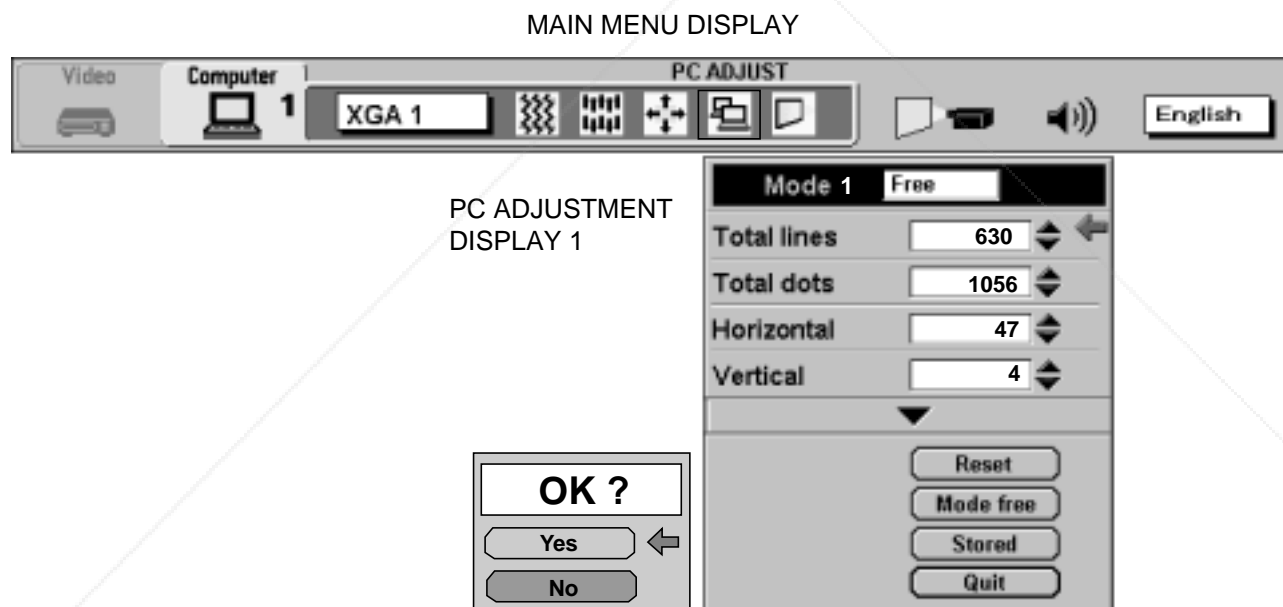 MAIN MENU DISPLAY
Video
Computer
PC ADJUST
1
XGA 1
English
PC ADJUSTMENT
DISPLAY 1
Mode 1 Free
Total lines 630
Total dots 1056
Horizontal 47
Vertical 4
Reset
Mode free
Stored
Quit
OK ?
Yes
No